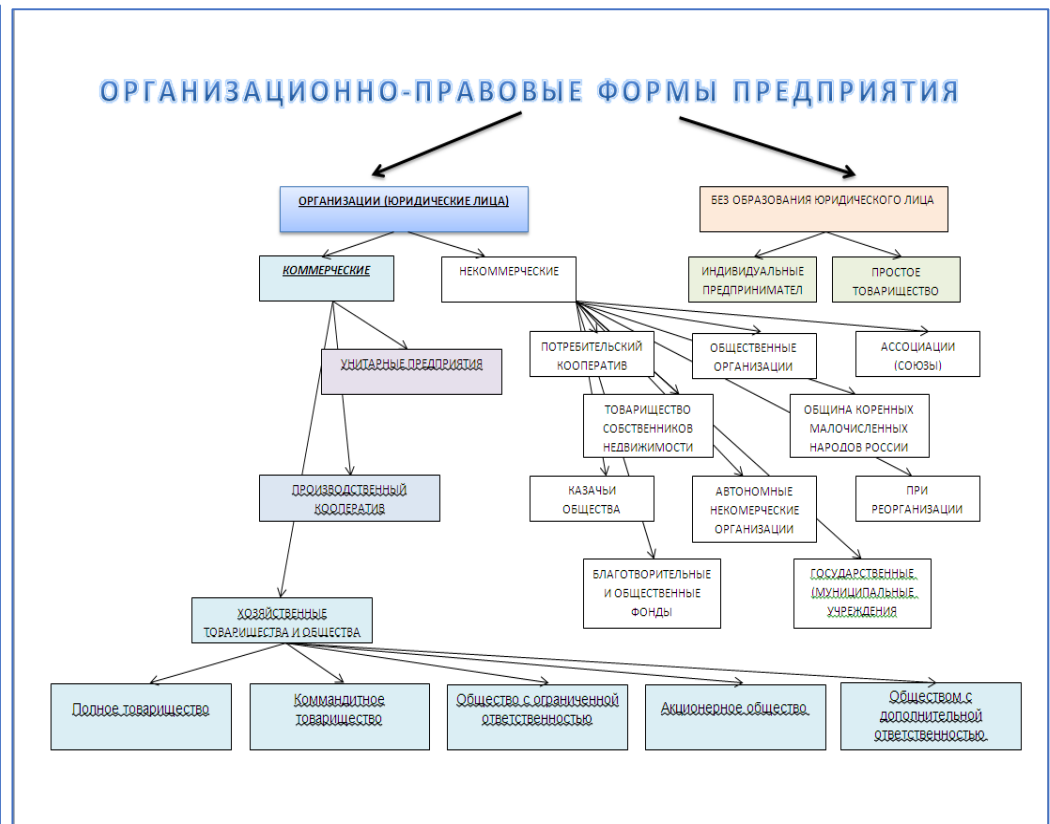 ОРГАНИЗАЦИОННО-ПРАВОВЫЕ ФОРМЫ ПРЕДПРИЯТИЯ
ОРГАНИЗАЦИИ (ЮРИДИЧЕСКИЕ ЛИЦА)
БЕЗ ОБРАЗОВАНИЯ ЮРИДИЧЕСКОГО ЛИЦА
КОММЕРЧЕСКИЕ
НЕКОММЕРЧЕСКИЕ
ИНДИВИДУАЛЬНЫЕ
ПРЕДПРИНИМАТЕЛ
ПРОСТОЕ
ТОВАРИЩЕСТВО
УНИТАРНЫЕ ПРЕДПРИЯТИЯ
ПОТРЕБИТЕЛЬСКИЙ
КООПЕРАТИВ
ОБЩЕСТВЕННЫЕ
ОРГАНИЗАЦИИ
АССОЦИАЦИИ
(СОЮЗЫ)
ТОВАРИЩЕСТВО
СОБСТВЕННИКОВ
НЕДВИЖИМОСТИ
ОБЩИНА КОРЕННЫХ
МАЛОЧИСЛЕННЫХ
НАРОДОВ РОССИИ
ПРОИЗВОДСТВЕННЫЙ
КООПЕРАТИВ
КАЗАЧЬИ
ОБЩЕСТВА
АВТОНОМНЫЕ
НЕКОМЕРЧЕСКИЕ
ОРГАНИЗАЦИИ
ПРИ
РЕОРГАНИЗАЦИИ
БЛАГОТВОРИТЕЛЬНЫЕ
И ОБЩЕСТВЕННЫЕ
ФОНДЫ
ГОСУДАРСТВЕННЫЕ
(МУНИЦИПАЛЬНЫЕ
УЧРЕЖДЕНИЯ
ХОЗЯЙСТВЕННЫЕ
ТОВАРИЩЕСТВА И ОБЩЕСТВА
Полное товарищество
Коммандитное
товарищество
Общество с ограниченной
ответственностью
Акционерное общество
Обществом с
дополнительной
ответственностью